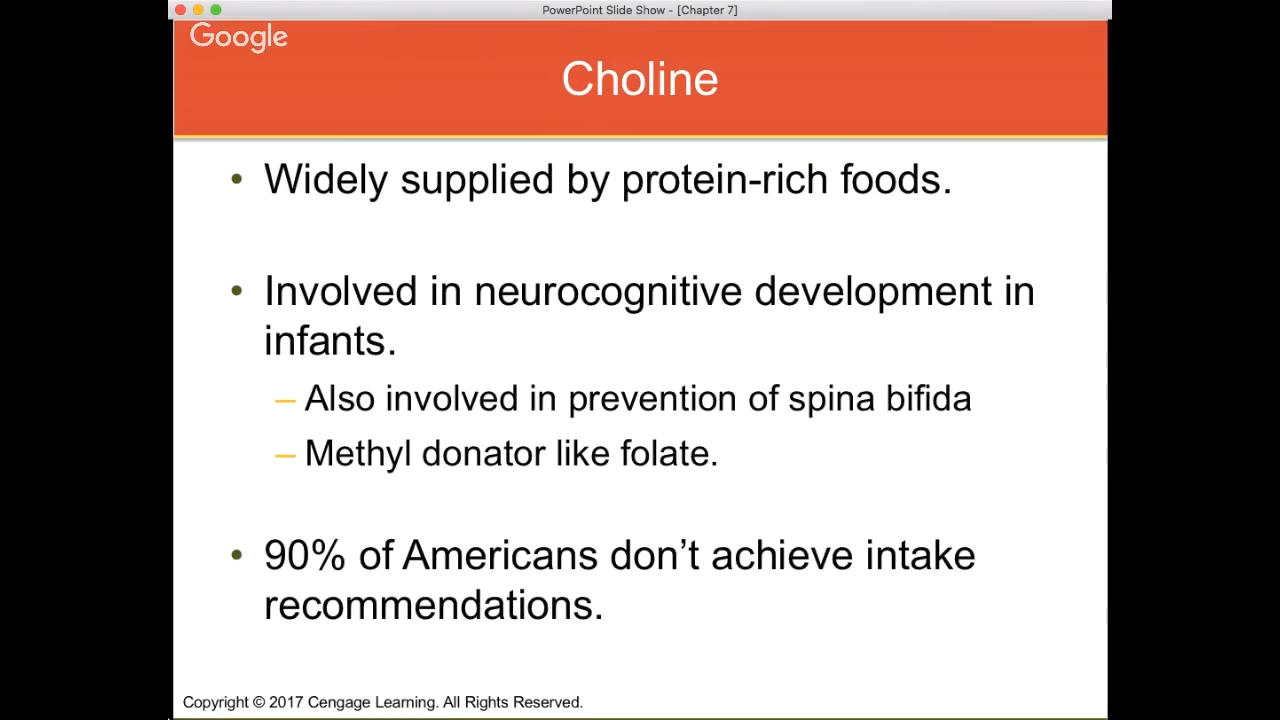 PowerPoint Slide Show - [Chapter 7]
Google
Choline
• Widely supplied by protein-rich foods.
• Involved in neurocognitive development in
infants.
– Also involved in prevention of spina bifida
– Methyl donator like folate.
• 90% of Americans don’t achieve intake
recommendations.
Copyright © 2017 Cengage Learning. All Rights Reserved.